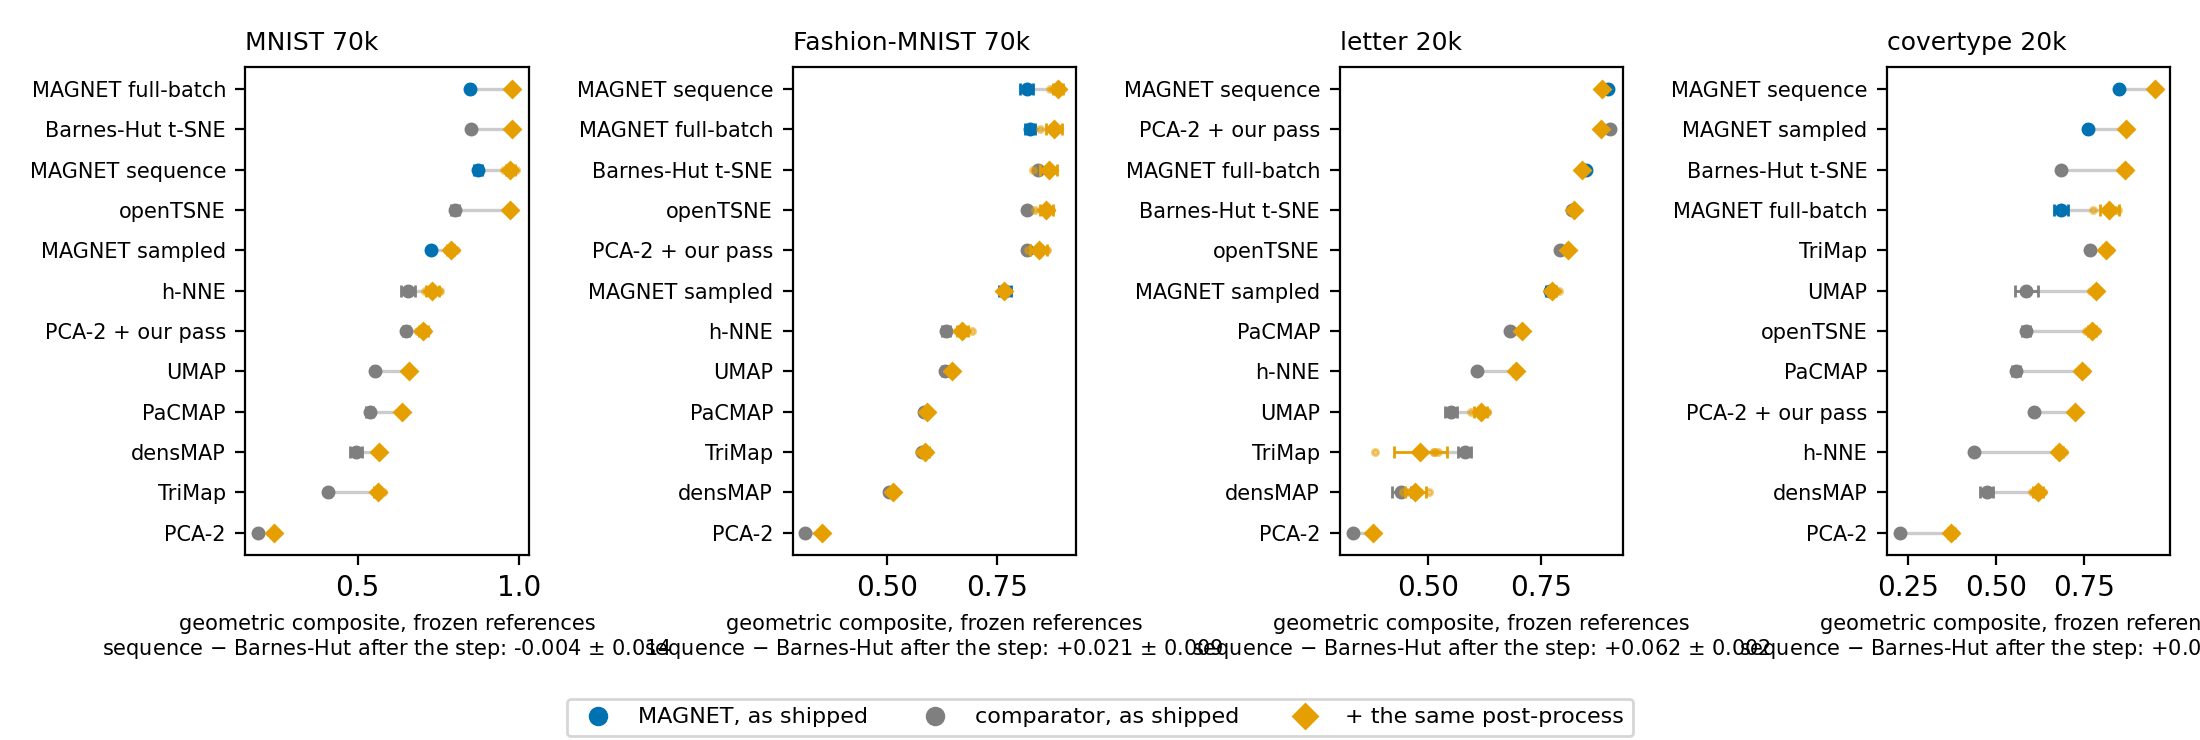 MNIST 70k
MAGNET full-batch
Barnes-Hut t-SNE
MAGNET sequence
openTSNE
MAGNET sampled
h-NNE
PCA-2 + our pass
UMAP
PaCMAP
densMAP
TriMap
PCA-2
0.5 1.0
geometric composite, frozen references
sequence − Barnes-Hut after the step: -0.004 ± 0.014
Fashion-MNIST 70k
MAGNET sequence
MAGNET full-batch
Barnes-Hut t-SNE
openTSNE
PCA-2 + our pass
MAGNET sampled
h-NNE
UMAP
PaCMAP
TriMap
densMAP
PCA-2
0.50 0.75
geometric composite, frozen references
sequence − Barnes-Hut after the step: +0.021 ± 0.009
letter 20k
MAGNET sequence
PCA-2 + our pass
MAGNET full-batch
Barnes-Hut t-SNE
openTSNE
MAGNET sampled
PaCMAP
h-NNE
UMAP
TriMap
densMAP
PCA-2
0.50 0.75
geometric composite, frozen references
sequence − Barnes-Hut after the step: +0.062 ± 0.002
covertype 20k
MAGNET sequence
MAGNET sampled
Barnes-Hut t-SNE
MAGNET full-batch
TriMap
UMAP
openTSNE
PaCMAP
PCA-2 + our pass
h-NNE
densMAP
PCA-2
0.25 0.50 0.75
geometric composite, frozen referen
sequence − Barnes-Hut after the step: +0.0
MAGNET, as shipped
comparator, as shipped
+ the same post-process